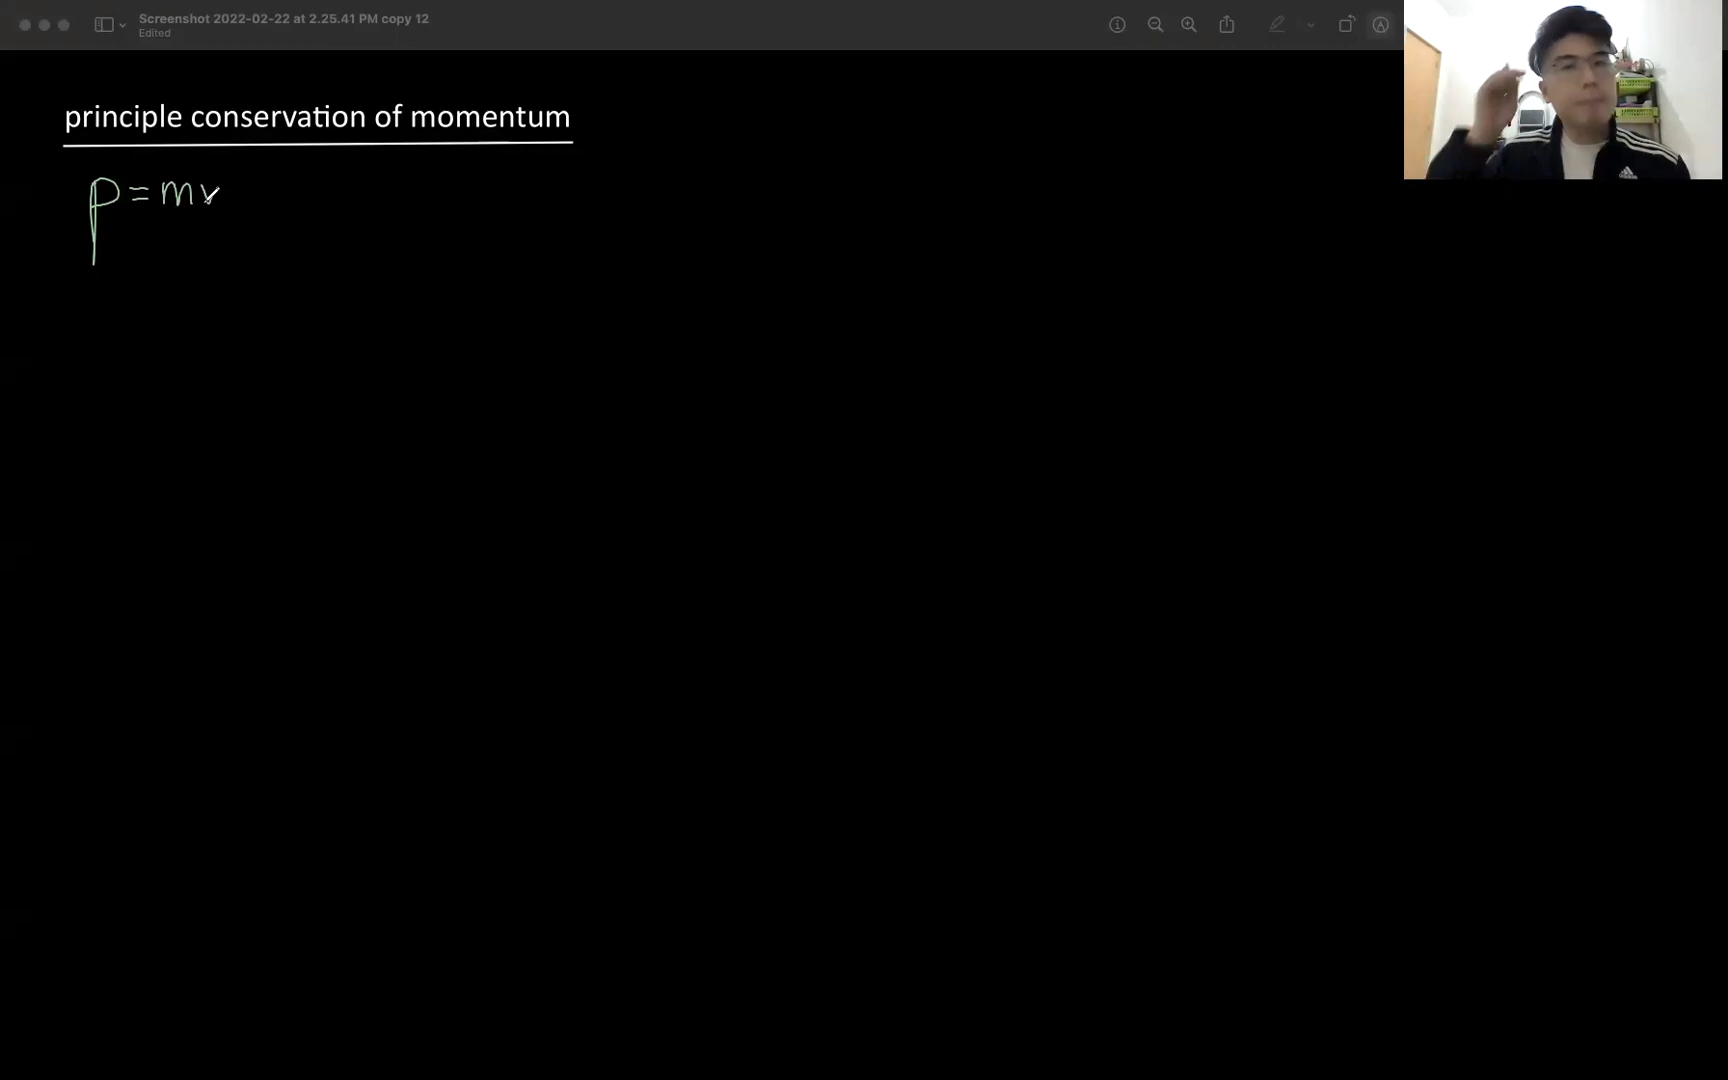 Screenshot 2022-02-22 at 2.25.41 PM copy 12
Edited
principle conservation of momentum
p = mv